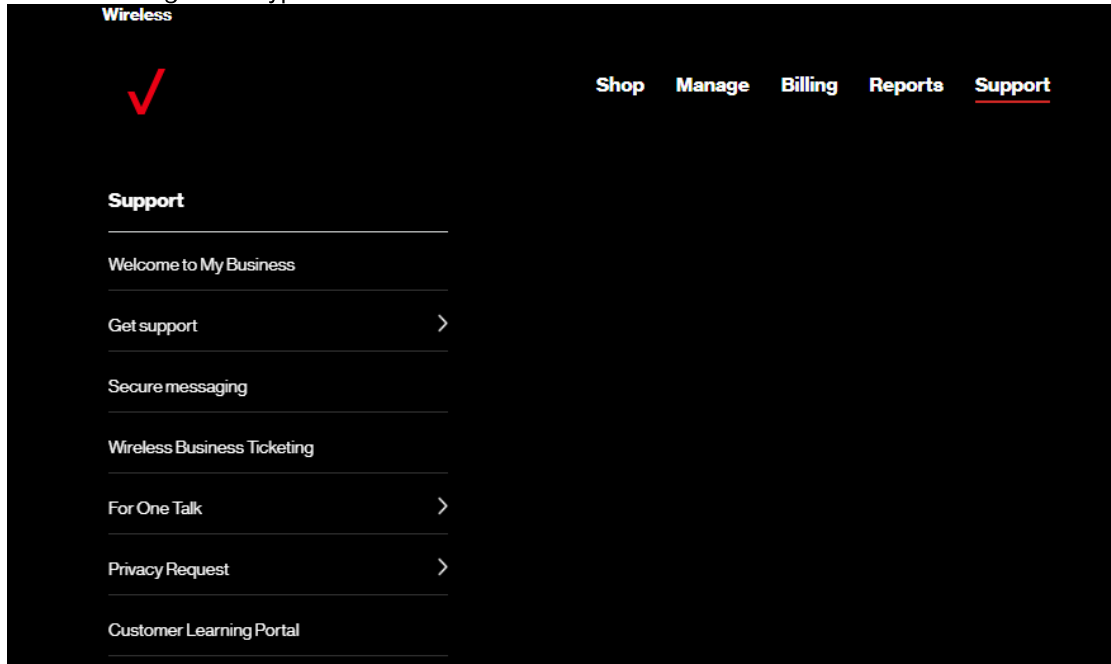 Wireless
Shop Manage Billing Reports Support
Support
Welcome to My Business
Get support
Secure messaging
Wireless Business Ticketing
For One Talk
Privacy Request
Customer Learning Portal